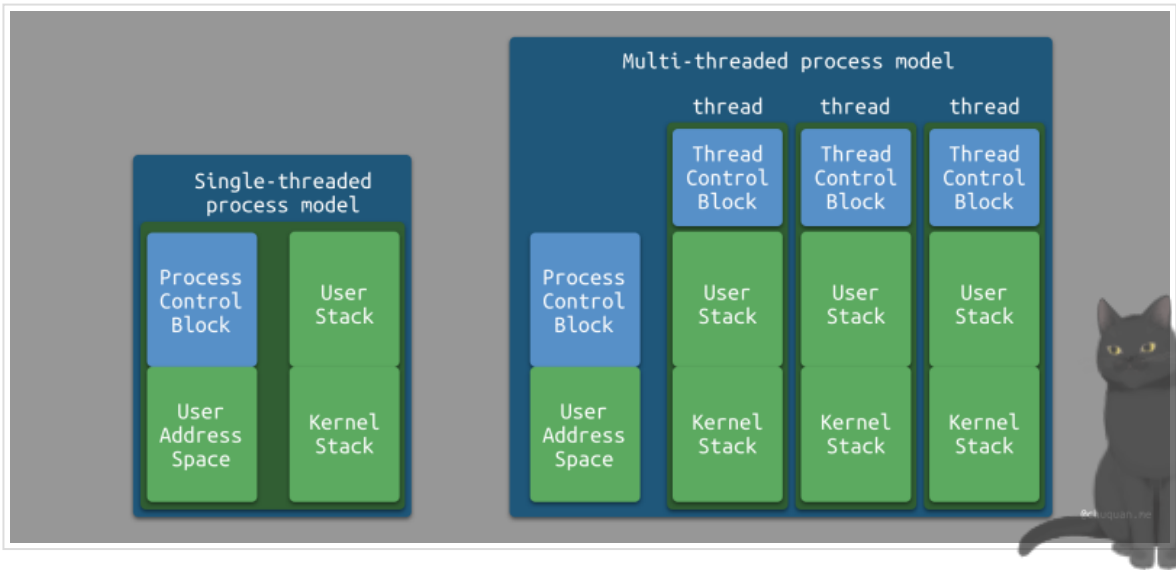 Single-threaded
process model
Process
Control
Block
User
Stack
User
Address
Space
Kernel
Stack
Multi-threaded process model
thread
thread
thread
Thread
Control
Block
Thread
Control
Block
Thread
Control
Block
Process
Control
Block
User
Stack
User
Stack
User
Stack
User
Address
Space
Kernel
Stack
Kernel
Stack
Kernel
Stack
@chuquan.me